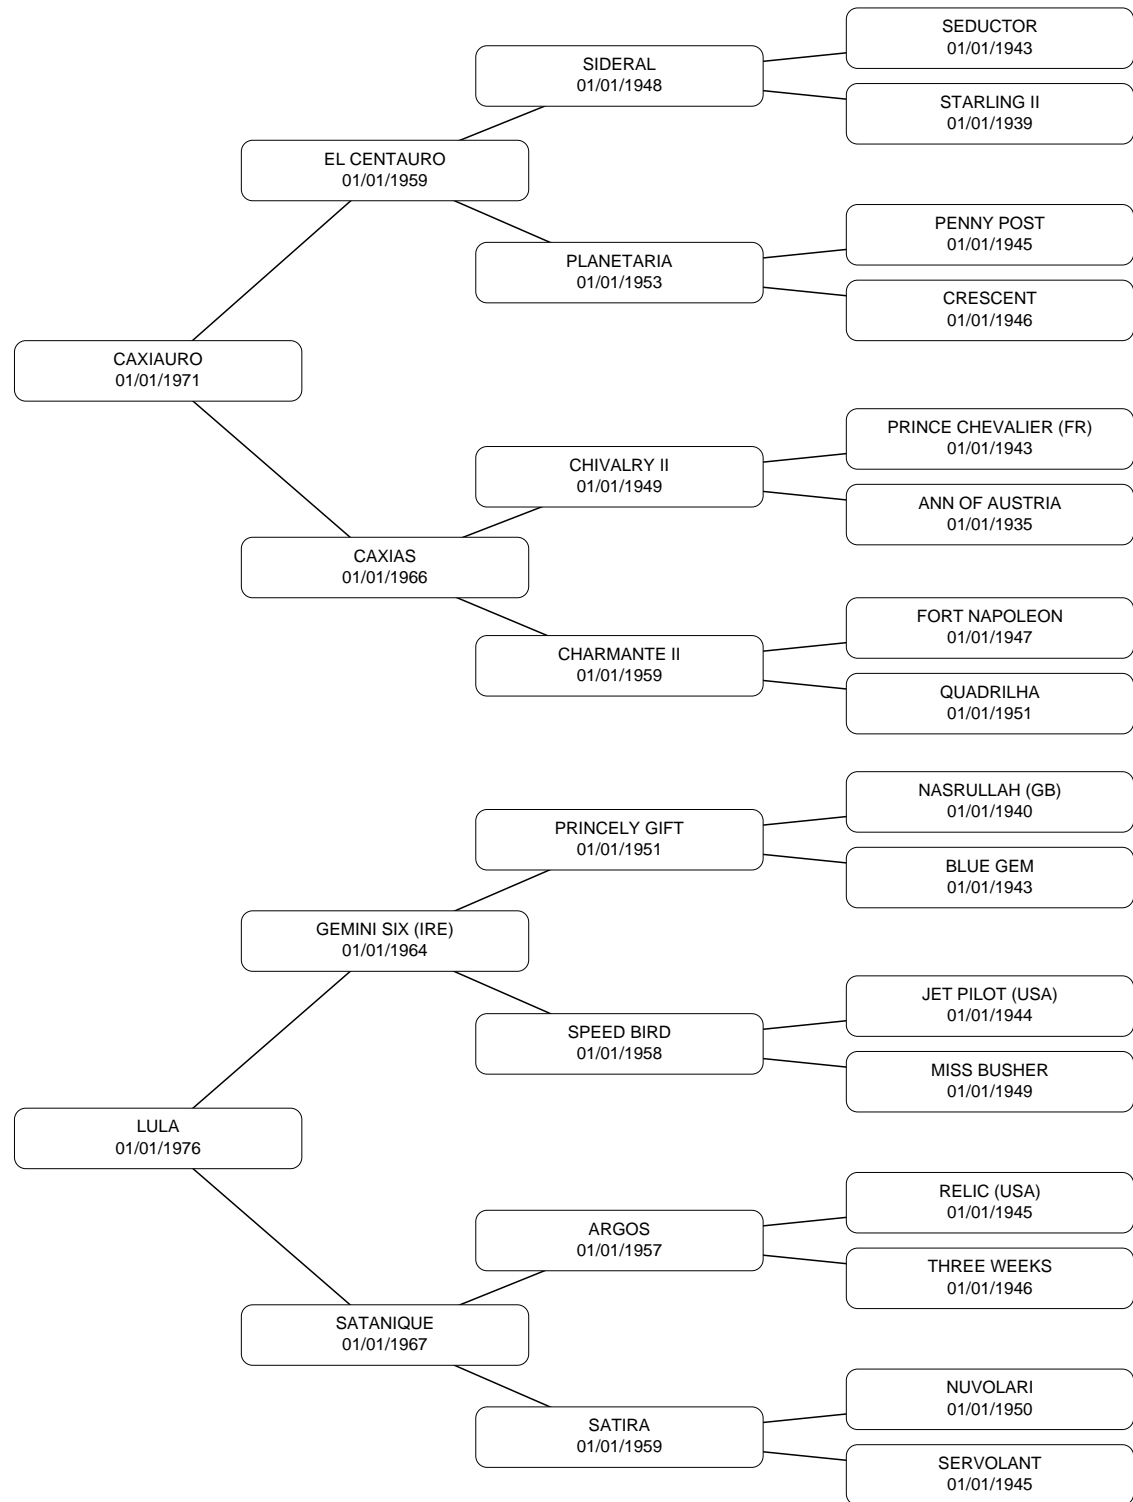 SEDUCTOR
01/01/1943
SIDERAL
01/01/1948
STARLING II
01/01/1939
EL CENTAURO
01/01/1959
PENNY POST
01/01/1945
PLANETARIA
01/01/1953
CRESCENT
01/01/1946
CAXIAURO
01/01/1971
PRINCE CHEVALIER (FR)
01/01/1943
CHIVALRY II
01/01/1949
ANN OF AUSTRIA
01/01/1935
CAXIAS
01/01/1966
FORT NAPOLEON
01/01/1947
CHARMANTE II
01/01/1959
QUADRILHA
01/01/1951
NASRULLAH (GB)
01/01/1940
PRINCELY GIFT
01/01/1951
BLUE GEM
01/01/1943
GEMINI SIX (IRE)
01/01/1964
JET PILOT (USA)
01/01/1944
SPEED BIRD
01/01/1958
MISS BUSHER
01/01/1949
LULA
01/01/1976
RELIC (USA)
01/01/1945
ARGOS
01/01/1957
THREE WEEKS
01/01/1946
SATANIQUE
01/01/1967
NUVOLARI
01/01/1950
SATIRA
01/01/1959
SERVOLANT
01/01/1945